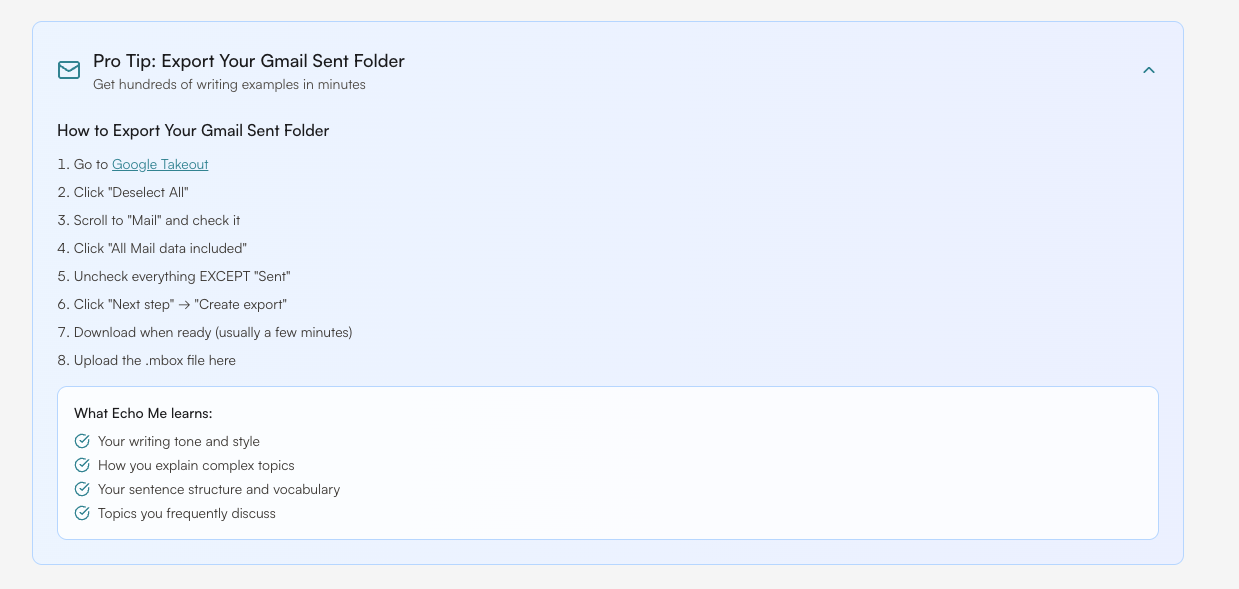 Pro Tip: Export Your Gmail Sent Folder
Get hundreds of writing examples in minutes
How to Export Your Gmail Sent Folder
1. Go to Google Takeout
2. Click "Deselect All"
3. Scroll to "Mail" and check it
4. Click "All Mail data included"
5. Uncheck everything EXCEPT "Sent"
6. Click "Next step" → "Create export"
7. Download when ready (usually a few minutes)
8. Upload the .mbox file here
What Echo Me learns:
Your writing tone and style
How you explain complex topics
Your sentence structure and vocabulary
Topics you frequently discuss